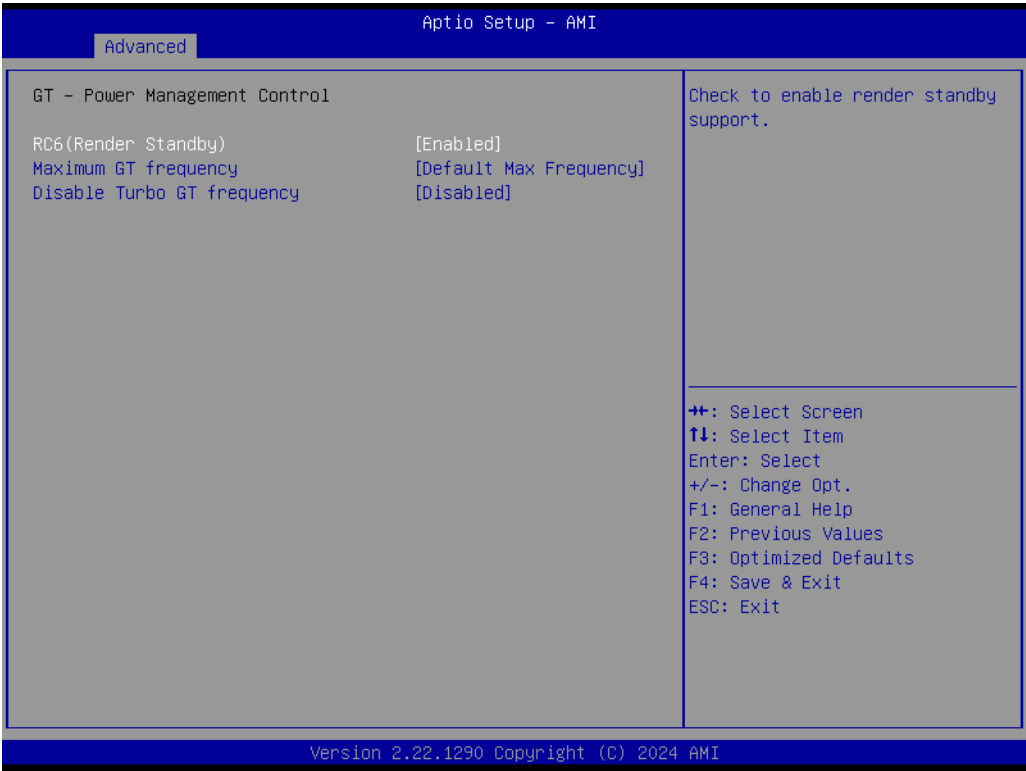 Aptio Setup – AMI
Advanced
GT – Power Management Control
RC6(Render Standby) [Enabled]
Maximum GT frequency [Default Max Frequency]
Disable Turbo GT frequency [Disabled]
Check to enable render standby
support.
→←: Select Screen
↑↓: Select Item
Enter: Select
+/-: Change Opt.
F1: General Help
F2: Previous Values
F3: Optimized Defaults
F4: Save & Exit
ESC: Exit
Version 2.22.1290 Copyright (C) 2024 AMI